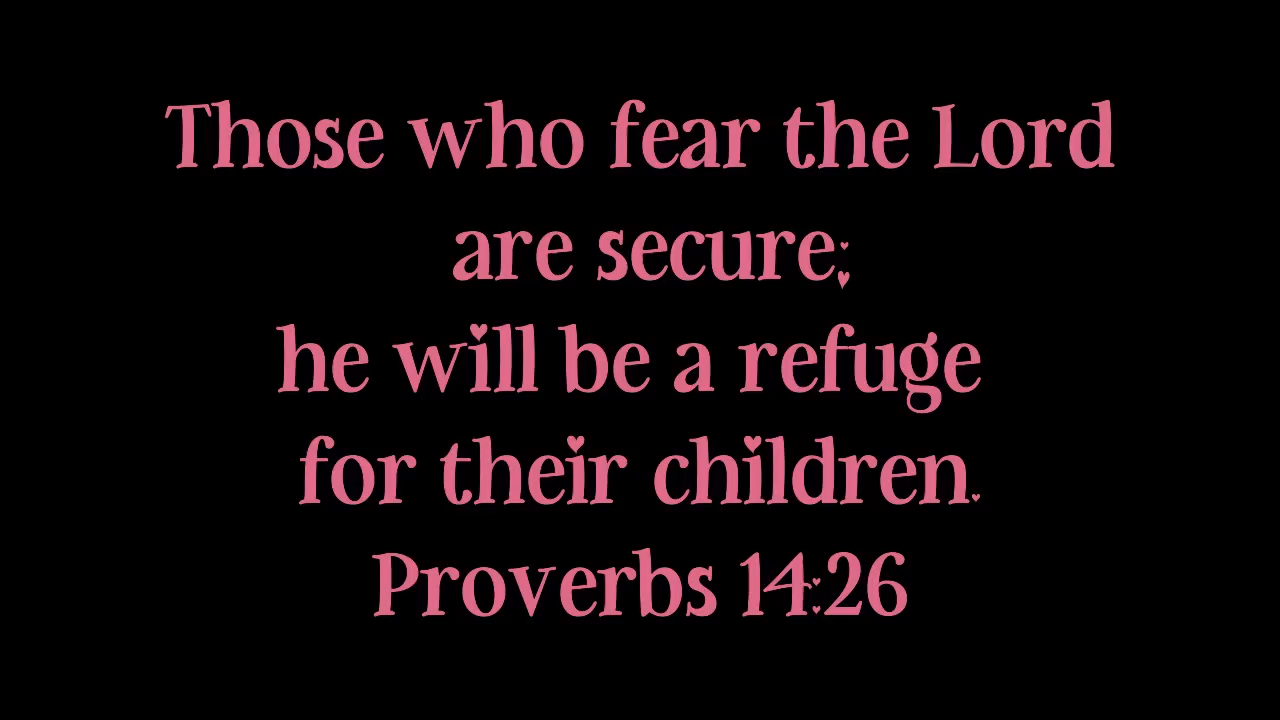 Those who fear the Lord
are secure;
he will be a refuge
for their children.
Proverbs 14:26